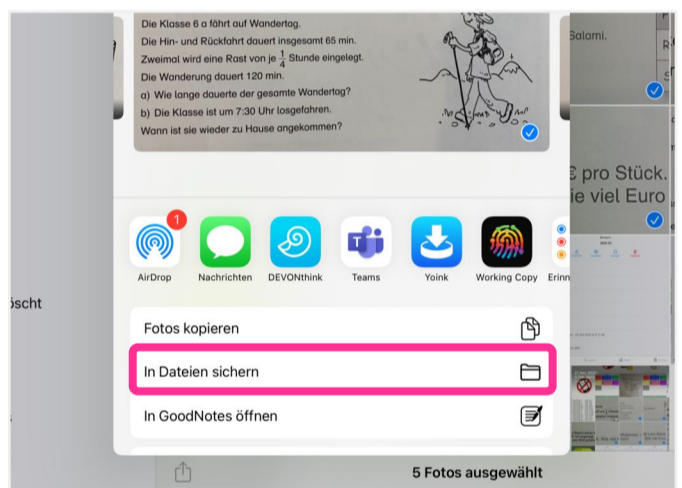 Die Klasse 6 a fährt auf Wandertag.
Die Hin- und Rückfahrt dauert insgesamt 65 min.
Zweimal wird eine Rast von je 1/4 Stunde eingelegt.
Die Wanderung dauert 120 min.
a) Wie lange dauerte der gesamte Wandertag?
b) Die Klasse ist um 7:30 Uhr losgefahren.
Wann ist sie wieder zu Hause angekommen?
Salami.
€ pro Stück.
ie viel Euro
1
AirDrop
Nachrichten
DEVONthink
Teams
Yoink
Working Copy
Erinn
öscht
Fotos kopieren
In Dateien sichern
In GoodNotes öffnen
5 Fotos ausgewählt